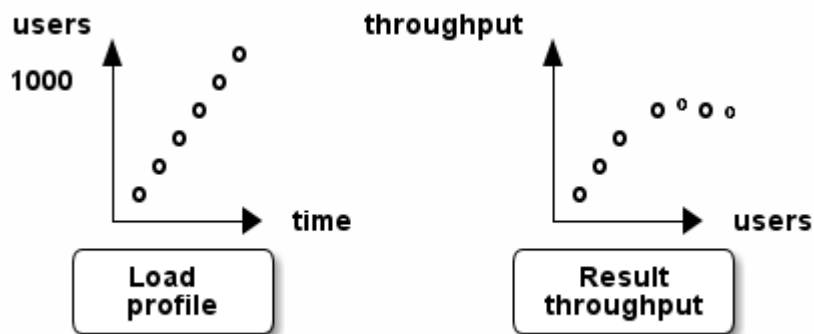 users
1000
time
Load
profile
throughput
users
Result
throughput